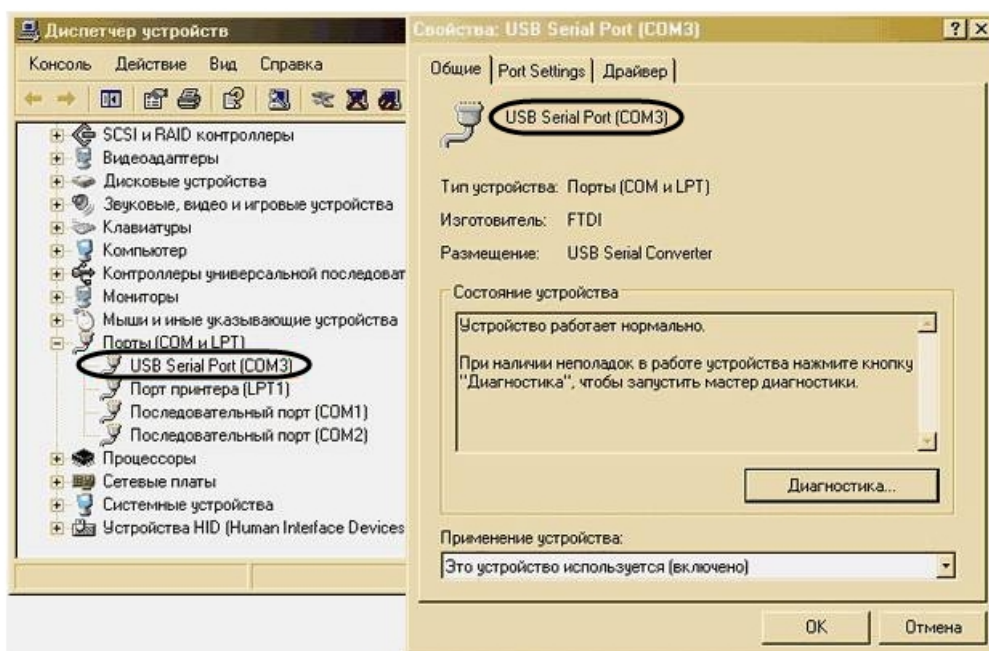 Диспетчер устройств
Консоль Действие Вид Справка
SCSI и RAID контроллеры
Видеоадаптеры
Дисковые устройства
Звуковые, видео и игровые устройства
Клавиатуры
Компьютер
Контроллеры универсальной последоват
Мониторы
Мыши и иные указывающие устройства
Порты (COM и LPT)
USB Serial Port (COM3)
Порт принтера (LPT1)
Последовательный порт (COM1)
Последовательный порт (COM2)
Процессоры
Сетевые платы
Системные устройства
Устройства HID (Human Interface Devices
Свойства: USB Serial Port (COM3)
Общие Port Settings Драйвер
USB Serial Port (COM3)
Тип устройства: Порты (COM и LPT)
Изготовитель: FTDI
Размещение: USB Serial Converter
Состояние устройства
Устройство работает нормально.
При наличии неполадок в работе устройства нажмите кнопку
"Диагностика", чтобы запустить мастер диагностики.
Диагностика...
Применение устройства:
Это устройство используется (включено)
OK Отмена